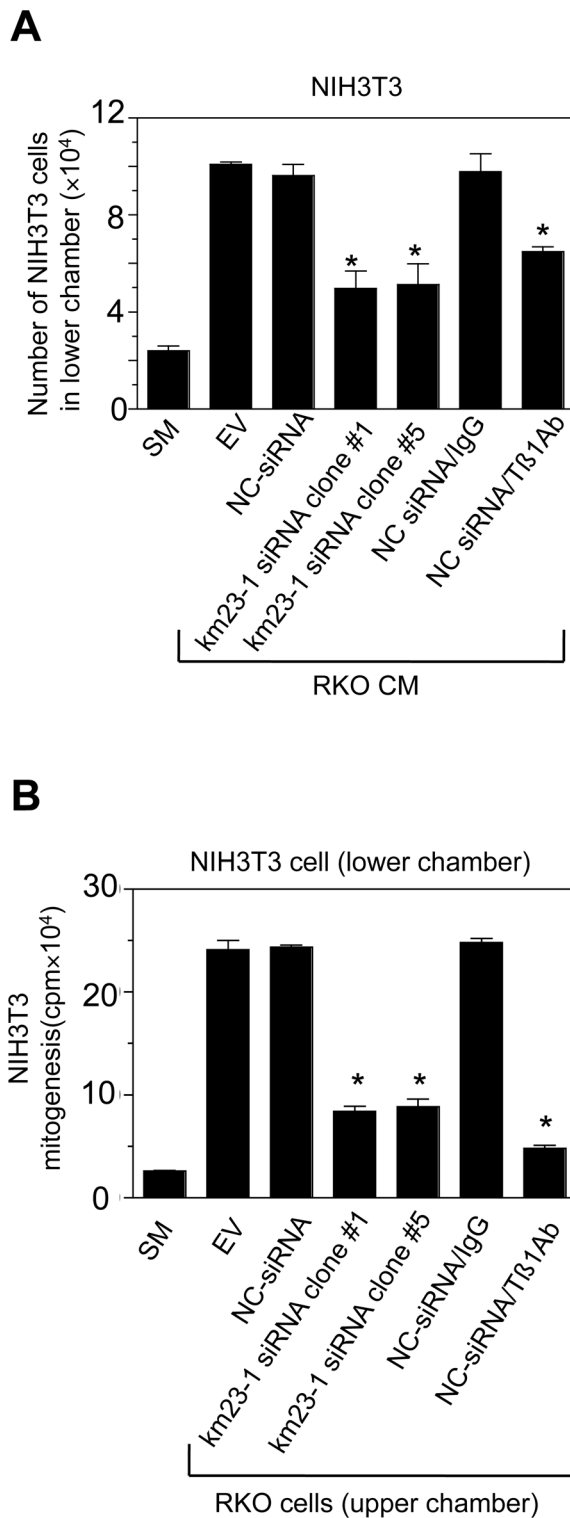 A
NIH3T3
Number of NIH3T3 cells
in lower chamber (×10⁴)
12
8
4
0
*
*
*
SM
EV
NC-siRNA
km23-1 siRNA clone #1
km23-1 siRNA clone #5
NC siRNA/IgG
NC siRNA/Tß1Ab
RKO CM
B
NIH3T3 cell (lower chamber)
NIH3T3
mitogenesis(cpm×10⁴)
30
20
10
0
*
*
*
SM
EV
NC-siRNA
km23-1 siRNA clone #1
km23-1 siRNA clone #5
NC-siRNA/IgG
NC-siRNA/Tß1Ab
RKO cells (upper chamber)